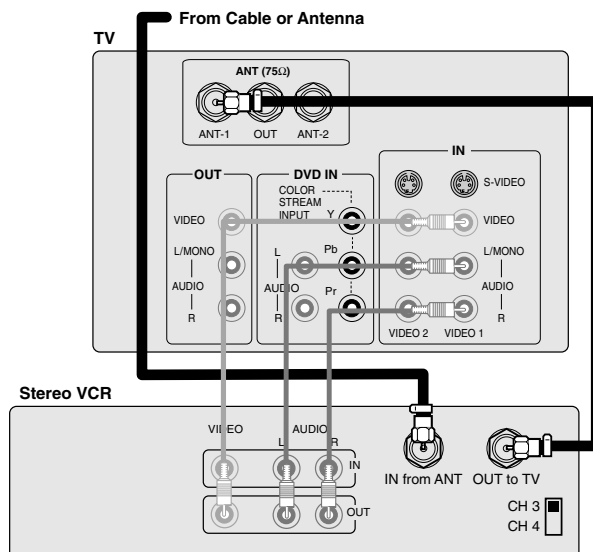 From Cable or Antenna
TV
ANT (75Ω)
ANT-1 OUT ANT-2
OUT
VIDEO
L/MONO
AUDIO
R
DVD IN
COLOR
STREAM
INPUT
Y
Pb
Pr
L
AUDIO
R
IN
S-VIDEO
VIDEO
L/MONO
AUDIO
R
VIDEO 2 VIDEO 1
Stereo VCR
VIDEO AUDIO
L R
IN
OUT
IN from ANT OUT to TV
CH 3
CH 4